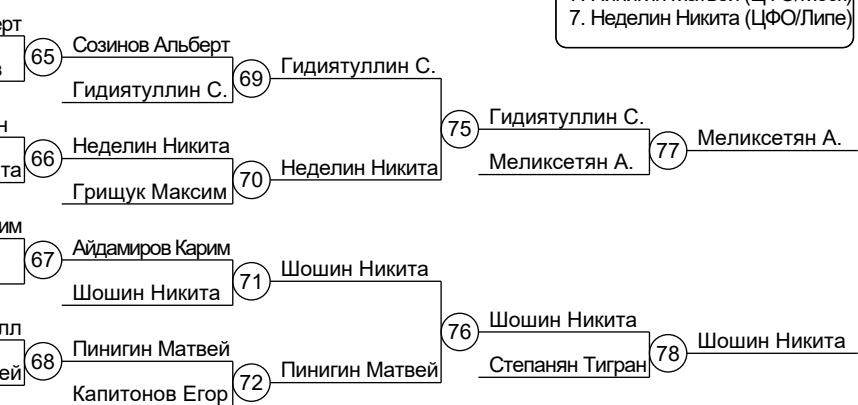 7. Неделин Никита (ЦФО/Липе)
65
Созинов Альберт
Гидиятуллин С.
69
Гидиятуллин С.
66
Неделин Никита
Грищук Максим
70
Неделин Никита
75
Гидиятуллин С.
Меликсетян А.
77
Меликсетян А.
67
Айдамиров Карим
Шошин Никита
71
Шошин Никита
68
Пинигин Матвей
Капитонов Егор
72
Пинигин Матвей
76
Шошин Никита
Степанян Тигран
78
Шошин Никита